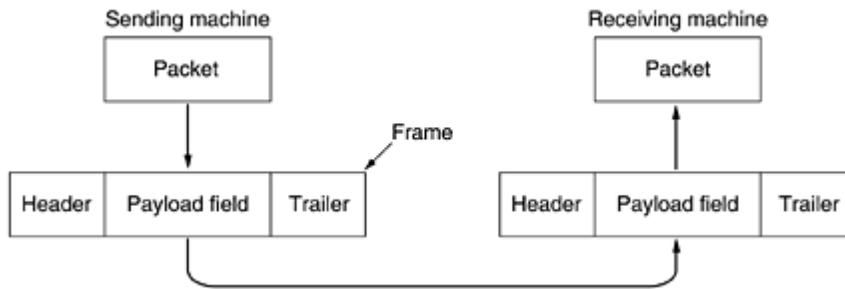 Sending machine
Receiving machine
Packet
Packet
Frame
Header
Payload field
Trailer
Header
Payload field
Trailer